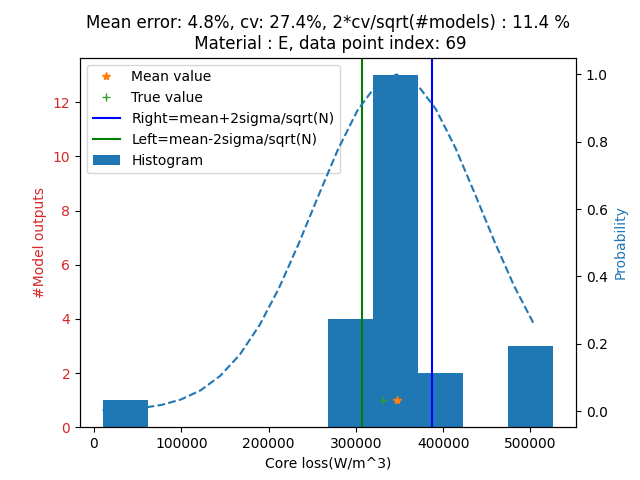 Mean error: 4.8%, cv: 27.4%, 2*cv/sqrt(#models) : 11.4 %
Material : E, data point index: 69
Mean value
True value
Right=mean+2sigma/sqrt(N)
Left=mean-2sigma/sqrt(N)
Histogram
#Model outputs
12
10
8
6
4
2
0
1.0
0.8
0.6
0.4
0.2
0.0
Probability
0
100000
200000
300000
400000
500000
Core loss(W/m^3)